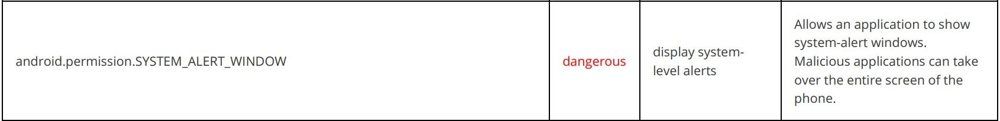 android.permission.SYSTEM_ALERT_WINDOW
dangerous
display system-
level alerts
Allows an application to show
system-alert windows.
Malicious applications can take
over the entire screen of the
phone.